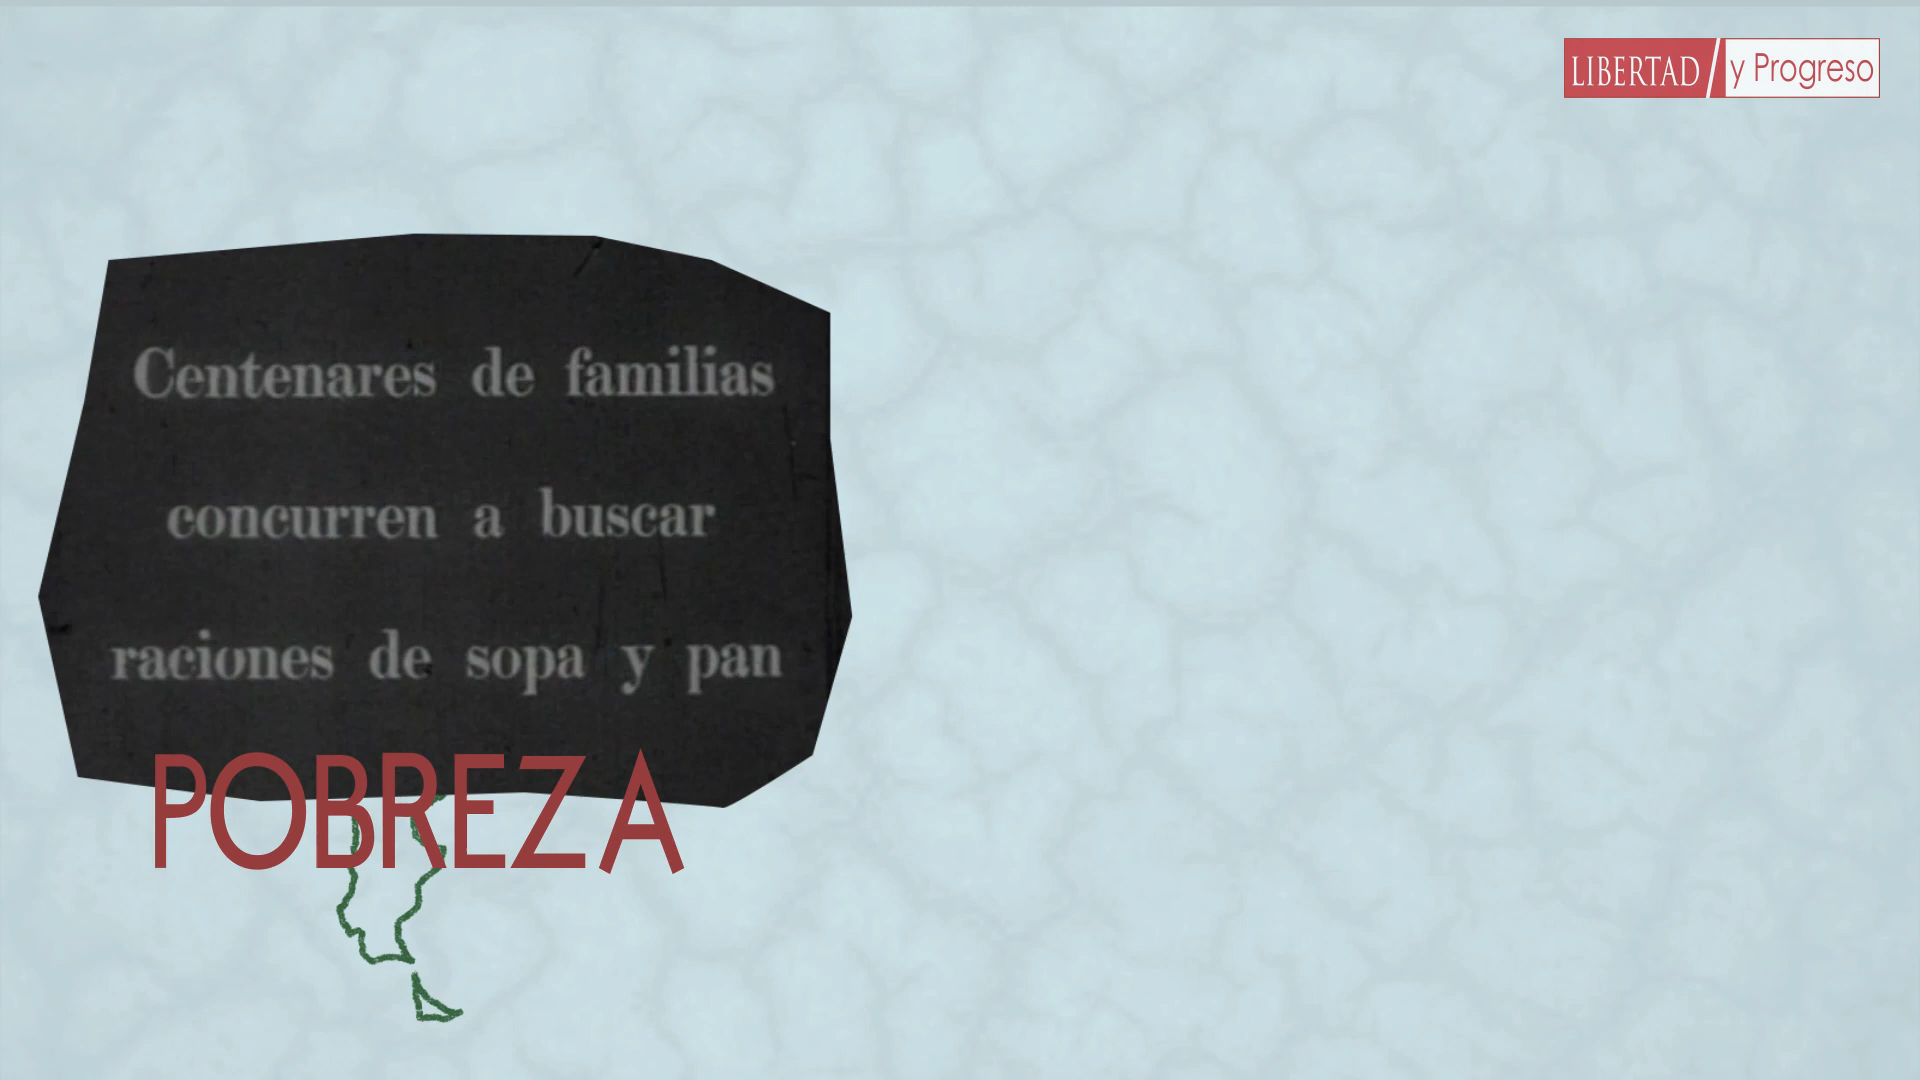 LIBERTAD y Progreso
Centenares de familias
concurren a buscar
raciones de sopa y pan
POBREZA